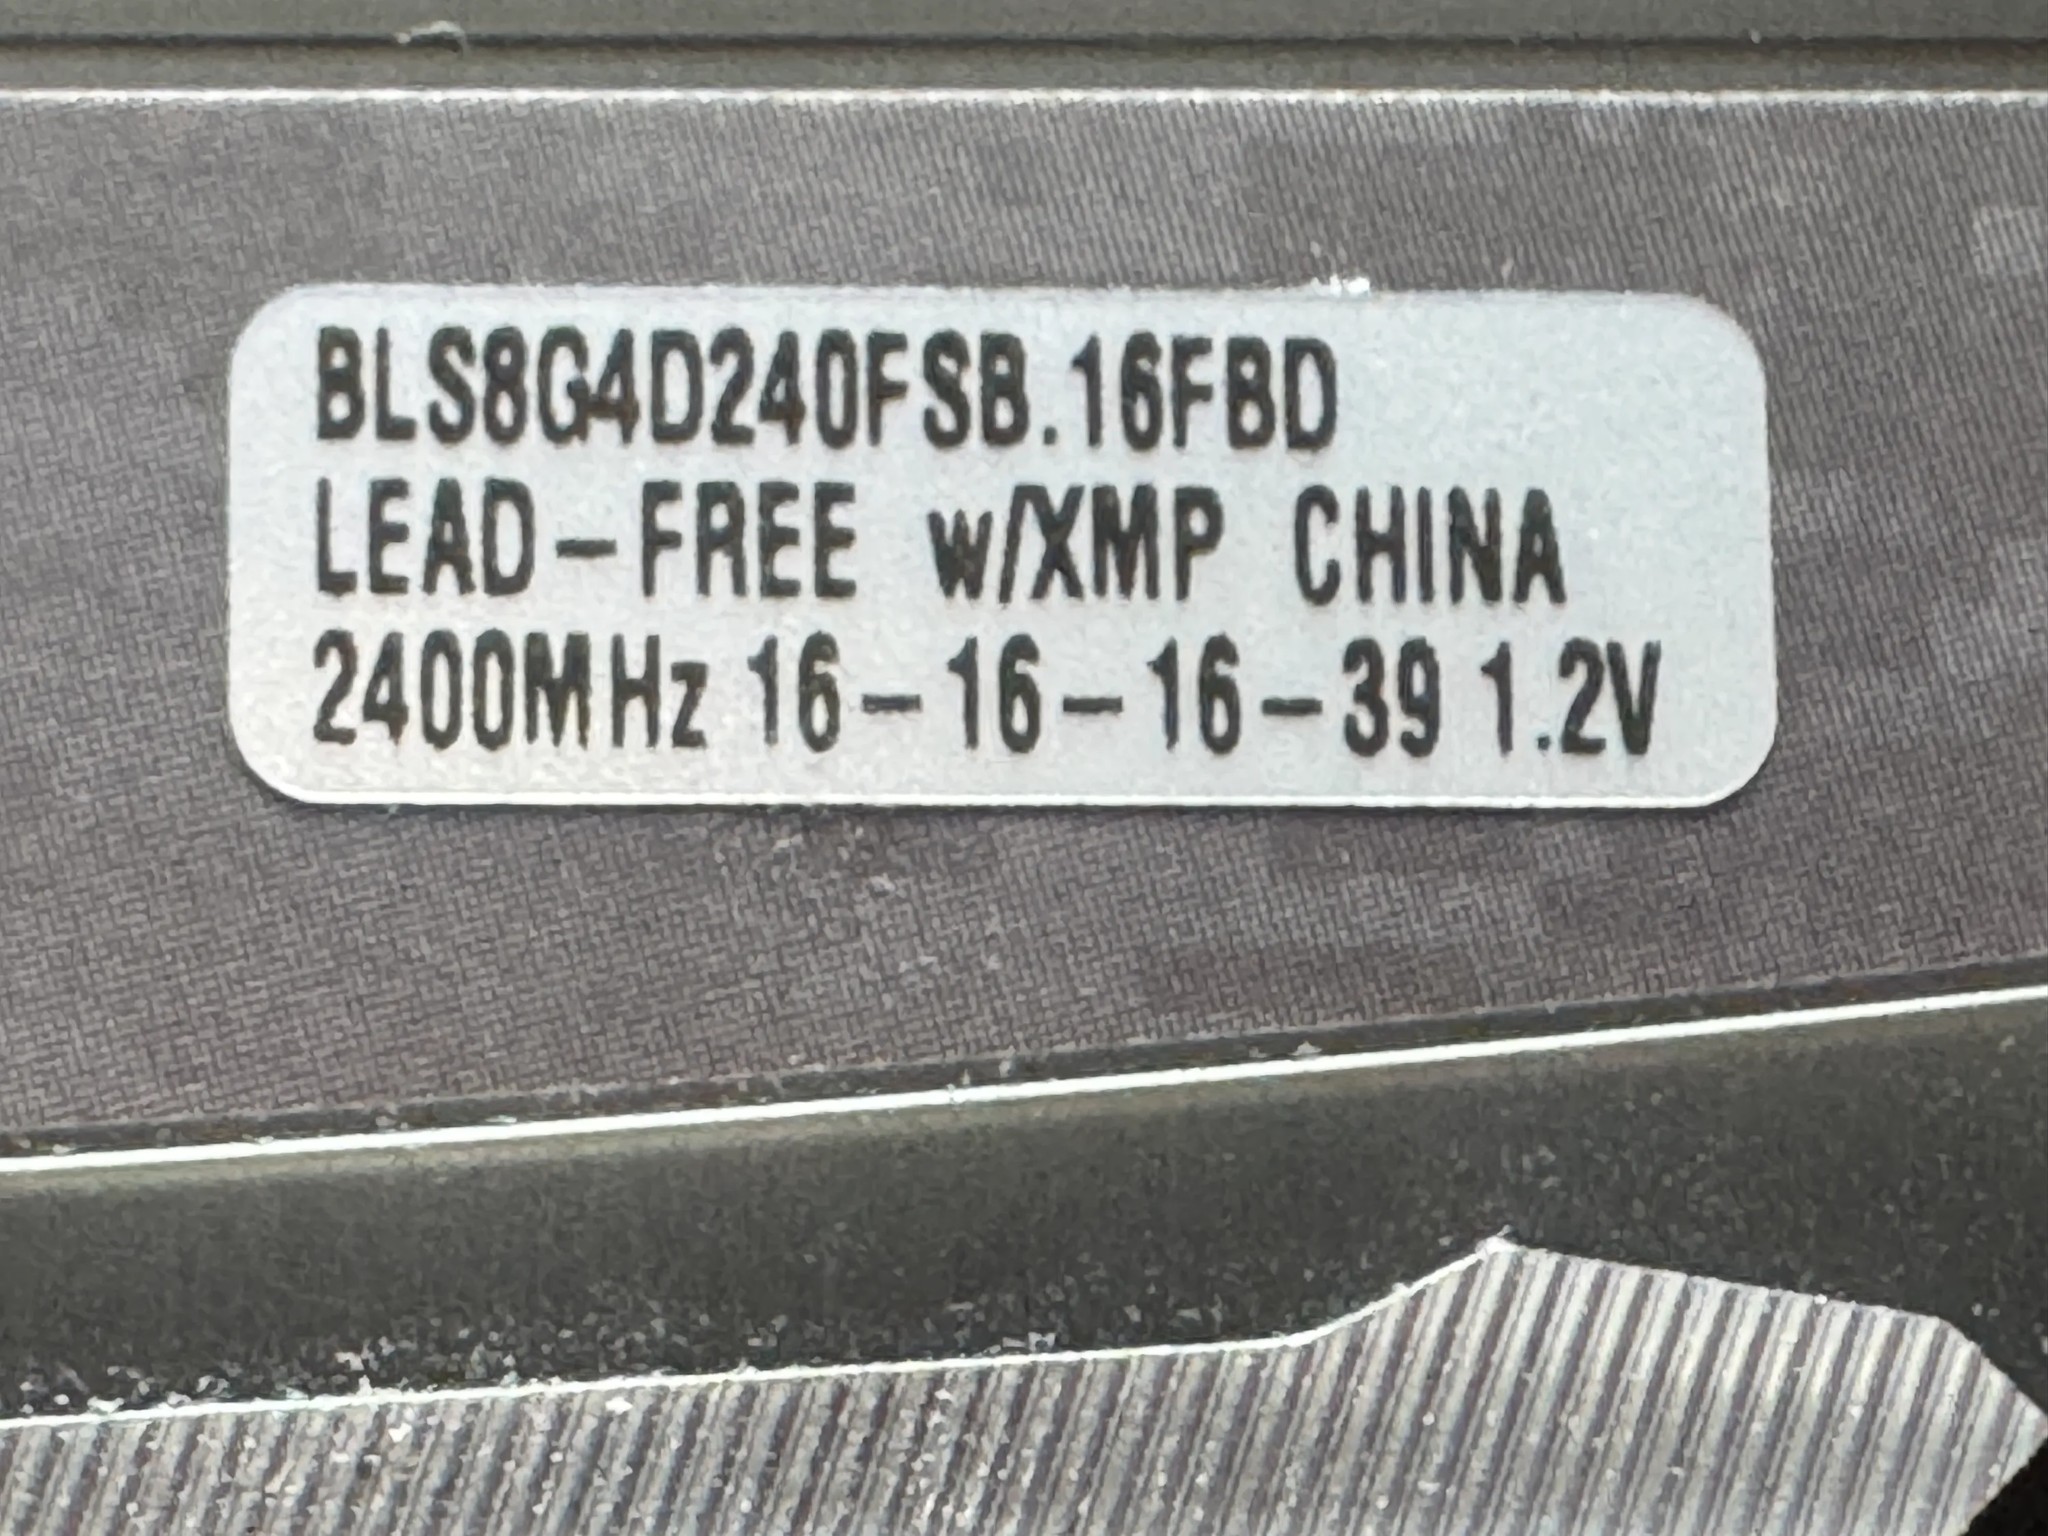 BLS8G4D240FSB.16FBD
LEAD-FREE w/XMP CHINA
2400MHz 16-16-16-39 1.2V